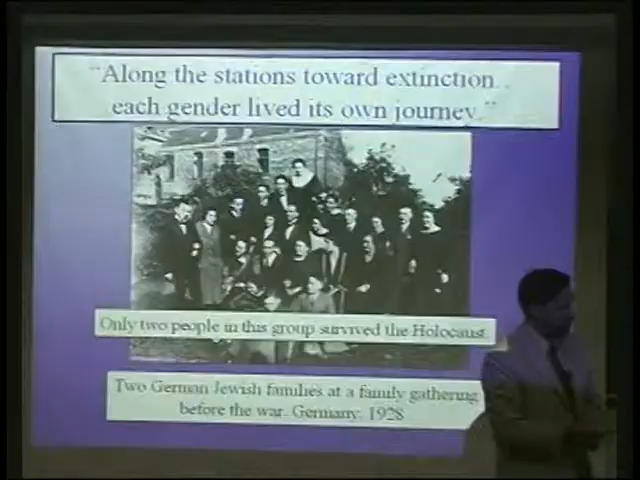 "Along the stations toward extinction..
each gender lived its own journey."
Only two people in this group survived the Holocaust.
Two German Jewish families at a family gathering
before the war. Germany, 1928